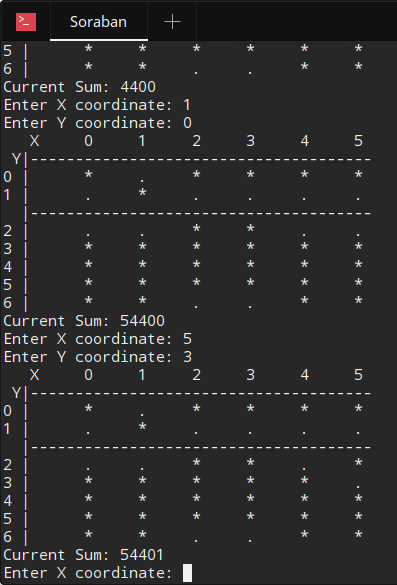 Soraban
5 |      *     *     *     *     *     *
6 |      *     *     .     .     *     *
Current Sum: 4400
Enter X coordinate: 1
Enter Y coordinate: 0
   X     0     1     2     3     4     5
 Y|--------------------------------------
0 |      *     .     *     *     *     *
1 |      .     *     .     .     .     .
  |--------------------------------------
2 |      .     .     *     *     .     .
3 |      *     *     *     *     *     *
4 |      *     *     *     *     *     *
5 |      *     *     *     *     *     *
6 |      *     *     .     .     *     *
Current Sum: 54400
Enter X coordinate: 5
Enter Y coordinate: 3
   X     0     1     2     3     4     5
 Y|--------------------------------------
0 |      *     .     *     *     *     *
1 |      .     *     .     .     .     .
  |--------------------------------------
2 |      .     .     *     *     .     *
3 |      *     *     *     *     *     .
4 |      *     *     *     *     *     *
5 |      *     *     *     *     *     *
6 |      *     *     .     .     *     *
Current Sum: 54401
Enter X coordinate: